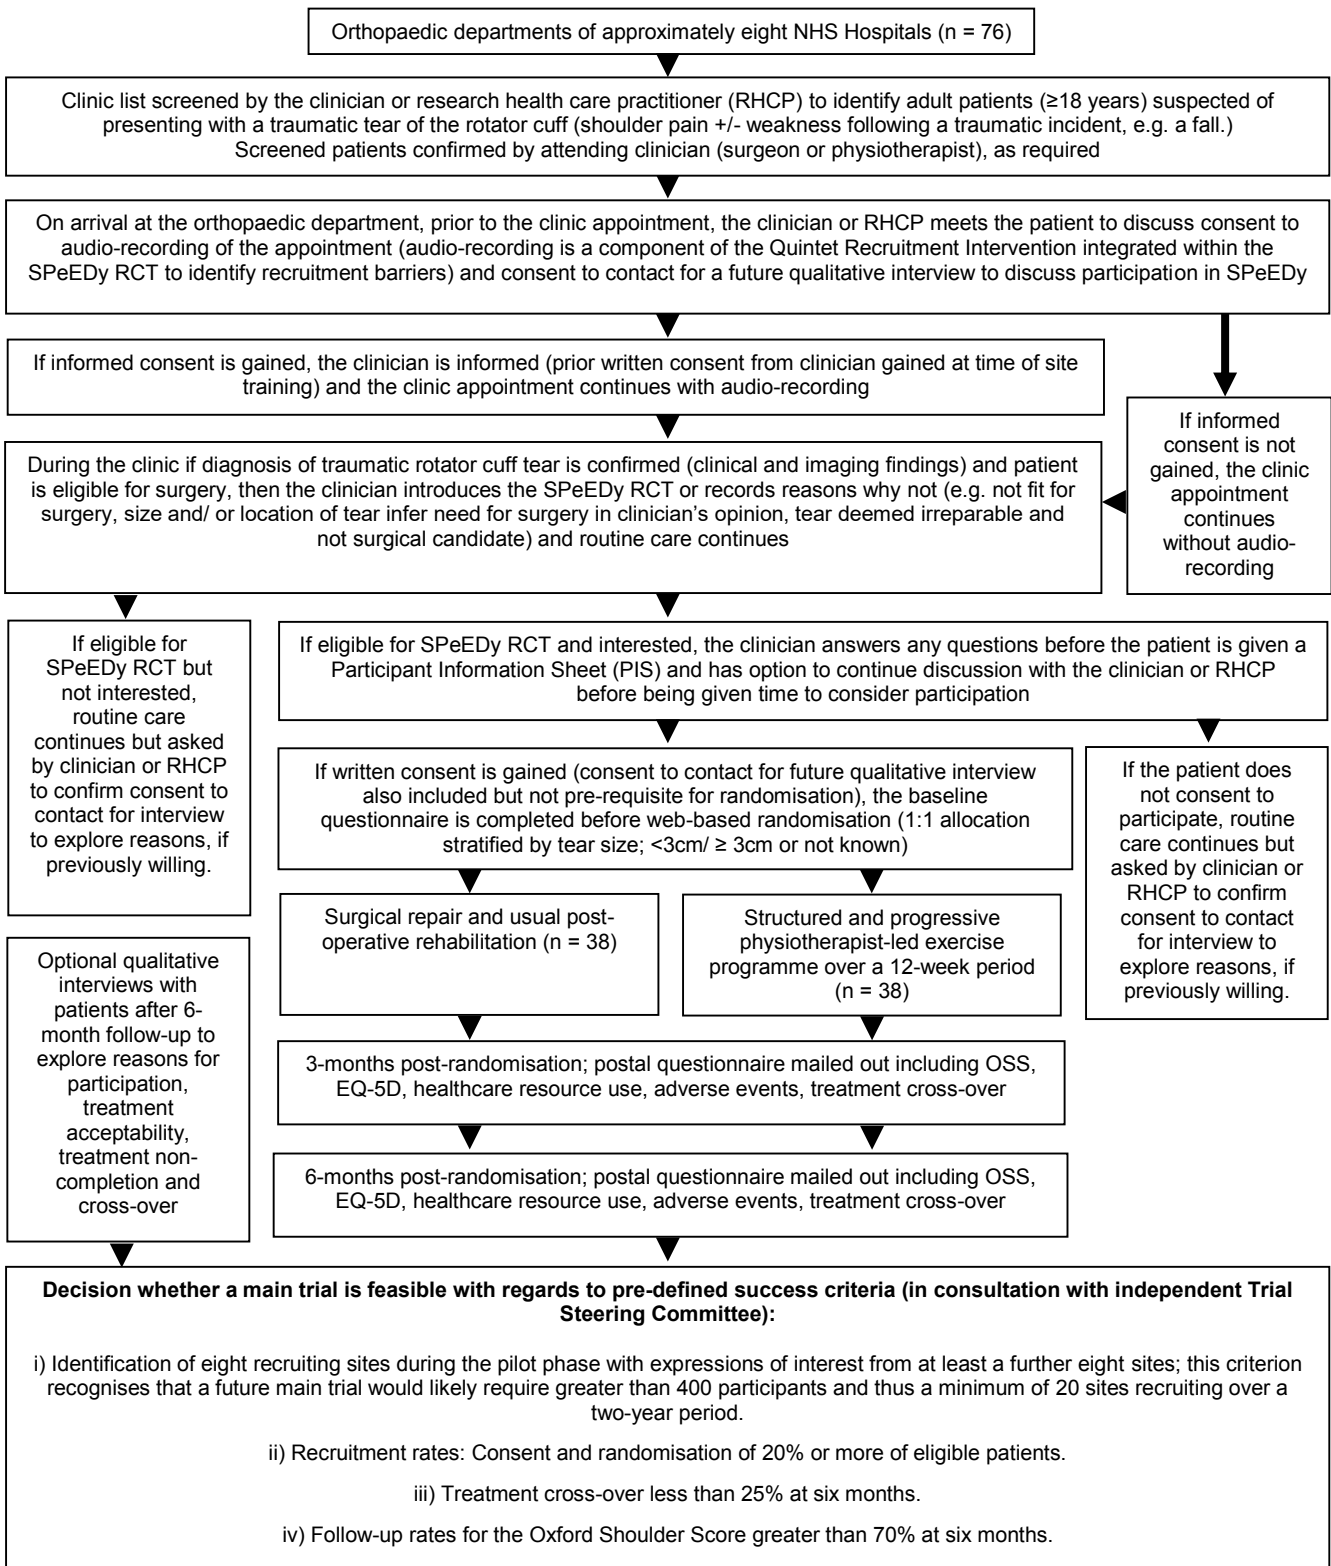 Orthopaedic departments of approximately eight NHS Hospitals (n = 76)
Clinic list screened by the clinician or research health care practitioner (RHCP) to identify adult patients (≥18 years) suspected of
presenting with a traumatic tear of the rotator cuff (shoulder pain +/- weakness following a traumatic incident, e.g. a fall.)
Screened patients confirmed by attending clinician (surgeon or physiotherapist), as required
On arrival at the orthopaedic department, prior to the clinic appointment, the clinician or RHCP meets the patient to discuss consent to
audio-recording of the appointment (audio-recording is a component of the Quintet Recruitment Intervention integrated within the
SPeEDy RCT to identify recruitment barriers) and consent to contact for a future qualitative interview to discuss participation in SPeEDy
If informed consent is gained, the clinician is informed (prior written consent from clinician gained at time of site
training) and the clinic appointment continues with audio-recording
If informed
consent is not
gained, the clinic
appointment
continues
without audio-
recording
During the clinic if diagnosis of traumatic rotator cuff tear is confirmed (clinical and imaging findings) and patient
is eligible for surgery, then the clinician introduces the SPeEDy RCT or records reasons why not (e.g. not fit for
surgery, size and/ or location of tear infer need for surgery in clinician's opinion, tear deemed irreparable and
not surgical candidate) and routine care continues
If eligible for
SPeEDy RCT but
not interested,
routine care
continues but asked
by clinician or RHCP
to confirm consent to
contact for interview
to explore reasons, if
previously willing.
If eligible for SPeEDy RCT and interested, the clinician answers any questions before the patient is given a
Participant Information Sheet (PIS) and has option to continue discussion with the clinician or RHCP
before being given time to consider participation
If written consent is gained (consent to contact for future qualitative interview
also included but not pre-requisite for randomisation), the baseline
questionnaire is completed before web-based randomisation (1:1 allocation
stratified by tear size; <3cm/ ≥ 3cm or not known)
If the patient does
not consent to
participate, routine
care continues but
asked by clinician or
RHCP to confirm
consent to contact
for interview to
explore reasons, if
previously willing.
Surgical repair and usual post-
operative rehabilitation (n = 38)
Structured and progressive
physiotherapist-led exercise
programme over a 12-week period
(n = 38)
Optional qualitative
interviews with
patients after 6-
month follow-up to
explore reasons for
participation,
treatment
acceptability,
treatment non-
completion and
cross-over
3-months post-randomisation; postal questionnaire mailed out including OSS,
EQ-5D, healthcare resource use, adverse events, treatment cross-over
6-months post-randomisation; postal questionnaire mailed out including OSS,
EQ-5D, healthcare resource use, adverse events, treatment cross-over
Decision whether a main trial is feasible with regards to pre-defined success criteria (in consultation with independent Trial
Steering Committee):
i) Identification of eight recruiting sites during the pilot phase with expressions of interest from at least a further eight sites; this criterion
recognises that a future main trial would likely require greater than 400 participants and thus a minimum of 20 sites recruiting over a
two-year period.
ii) Recruitment rates: Consent and randomisation of 20% or more of eligible patients.
iii) Treatment cross-over less than 25% at six months.
iv) Follow-up rates for the Oxford Shoulder Score greater than 70% at six months.